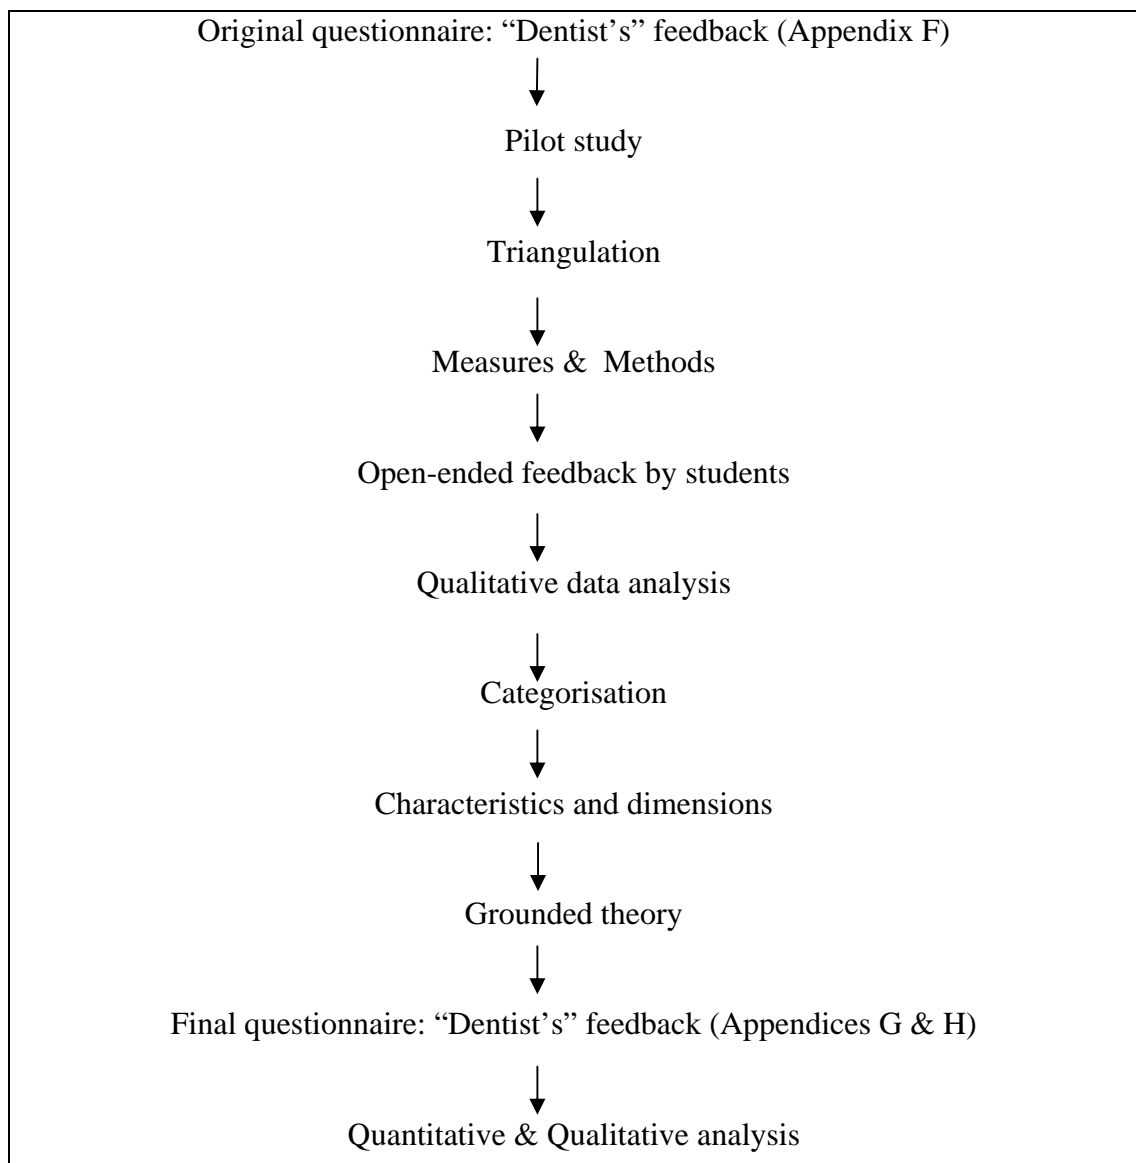 Original questionnaire: “Dentist’s” feedback (Appendix F)
Pilot study
Triangulation
Measures &  Methods
Open-ended feedback by students
Qualitative data analysis
Categorisation
Characteristics and dimensions
Grounded theory
Final questionnaire: “Dentist’s” feedback (Appendices G & H)
Quantitative & Qualitative analysis